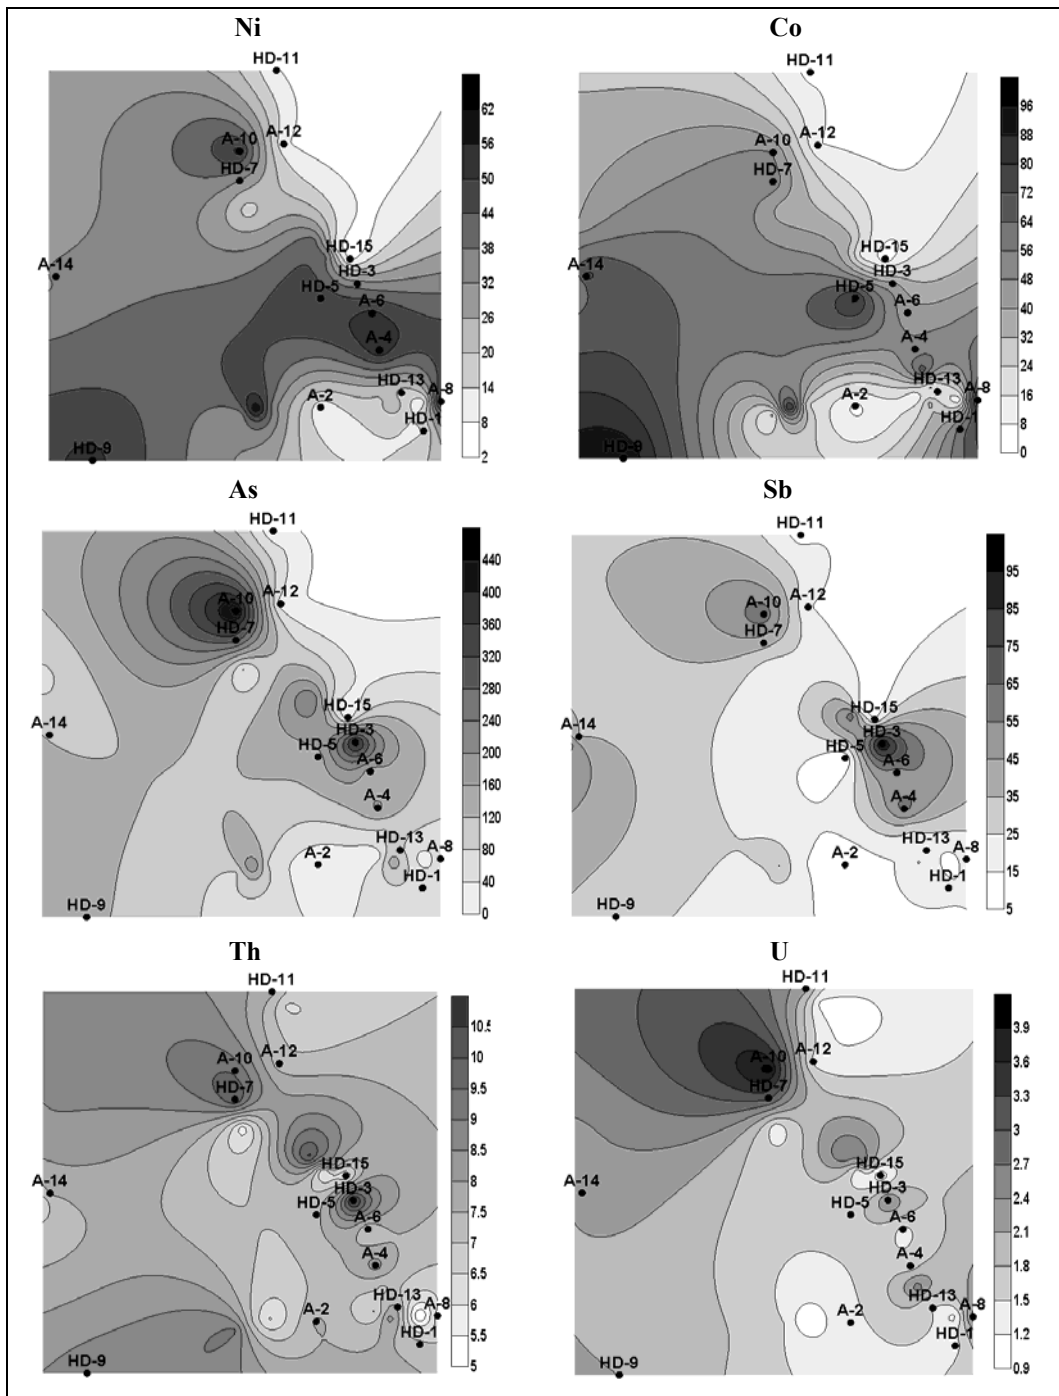 Ni
HD-11
A-10
A-12
HD-7
HD-15
A-14
HD-3
HD-5
A-6
A-4
HD-13
A-8
A-2
HD-1
HD-9
62
56
50
44
38
32
26
20
14
8
2
Co
HD-11
A-12
A-10
HD-7
HD-15
A-14
HD-3
HD-5
A-6
A-4
HD-13
A-8
A-2
HD-1
HD-9
96
88
80
72
64
56
48
40
32
24
16
8
0
As
HD-11
A-12
A-10
HD-7
HD-15
A-14
HD-3
HD-5
A-6
A-4
HD-13
A-8
A-2
HD-1
HD-9
440
400
360
320
280
240
200
160
120
80
40
0
Sb
HD-11
A-12
A-10
HD-7
HD-15
A-14
HD-3
HD-5
A-6
A-4
HD-13
A-8
A-2
HD-1
HD-9
95
85
75
65
55
45
35
25
15
5
Th
HD-11
A-12
A-10
HD-7
HD-15
A-14
HD-3
HD-5
A-6
A-4
HD-13
A-8
A-2
HD-1
HD-9
10.5
10
9.5
9
8.5
8
7.5
7
6.5
6
5.5
5
U
HD-11
A-12
A-10
HD-7
HD-15
A-14
HD-3
HD-5
A-6
A-4
HD-13
A-8
A-2
HD-1
HD-9
3.9
3.6
3.3
3
2.7
2.4
2.1
1.8
1.5
1.2
0.9